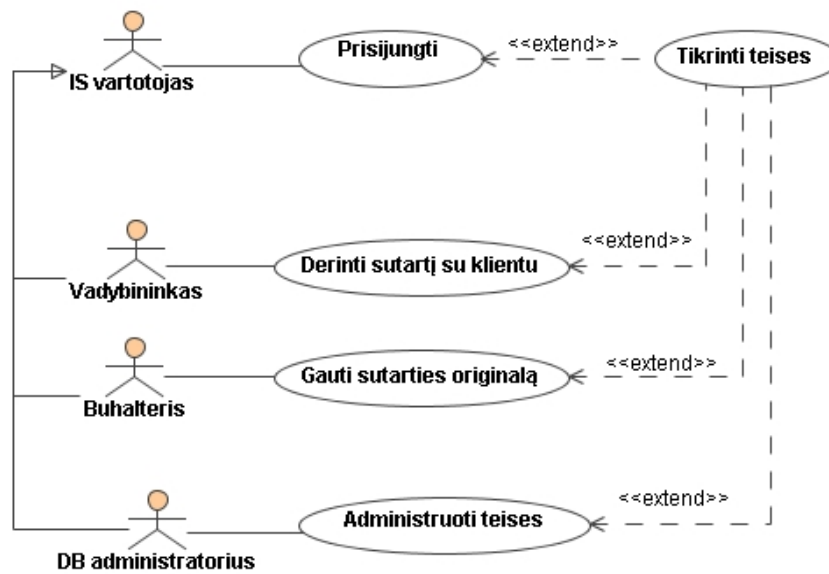 Prisijungti
<<extend>>
Tikrinti teises
IS vartotojas
<<extend>>
Derinti sutartį su klientu
Vadybininkas
<<extend>>
Gauti sutarties originalą
Buhalteris
<<extend>>
Administruoti teises
DB administratorius